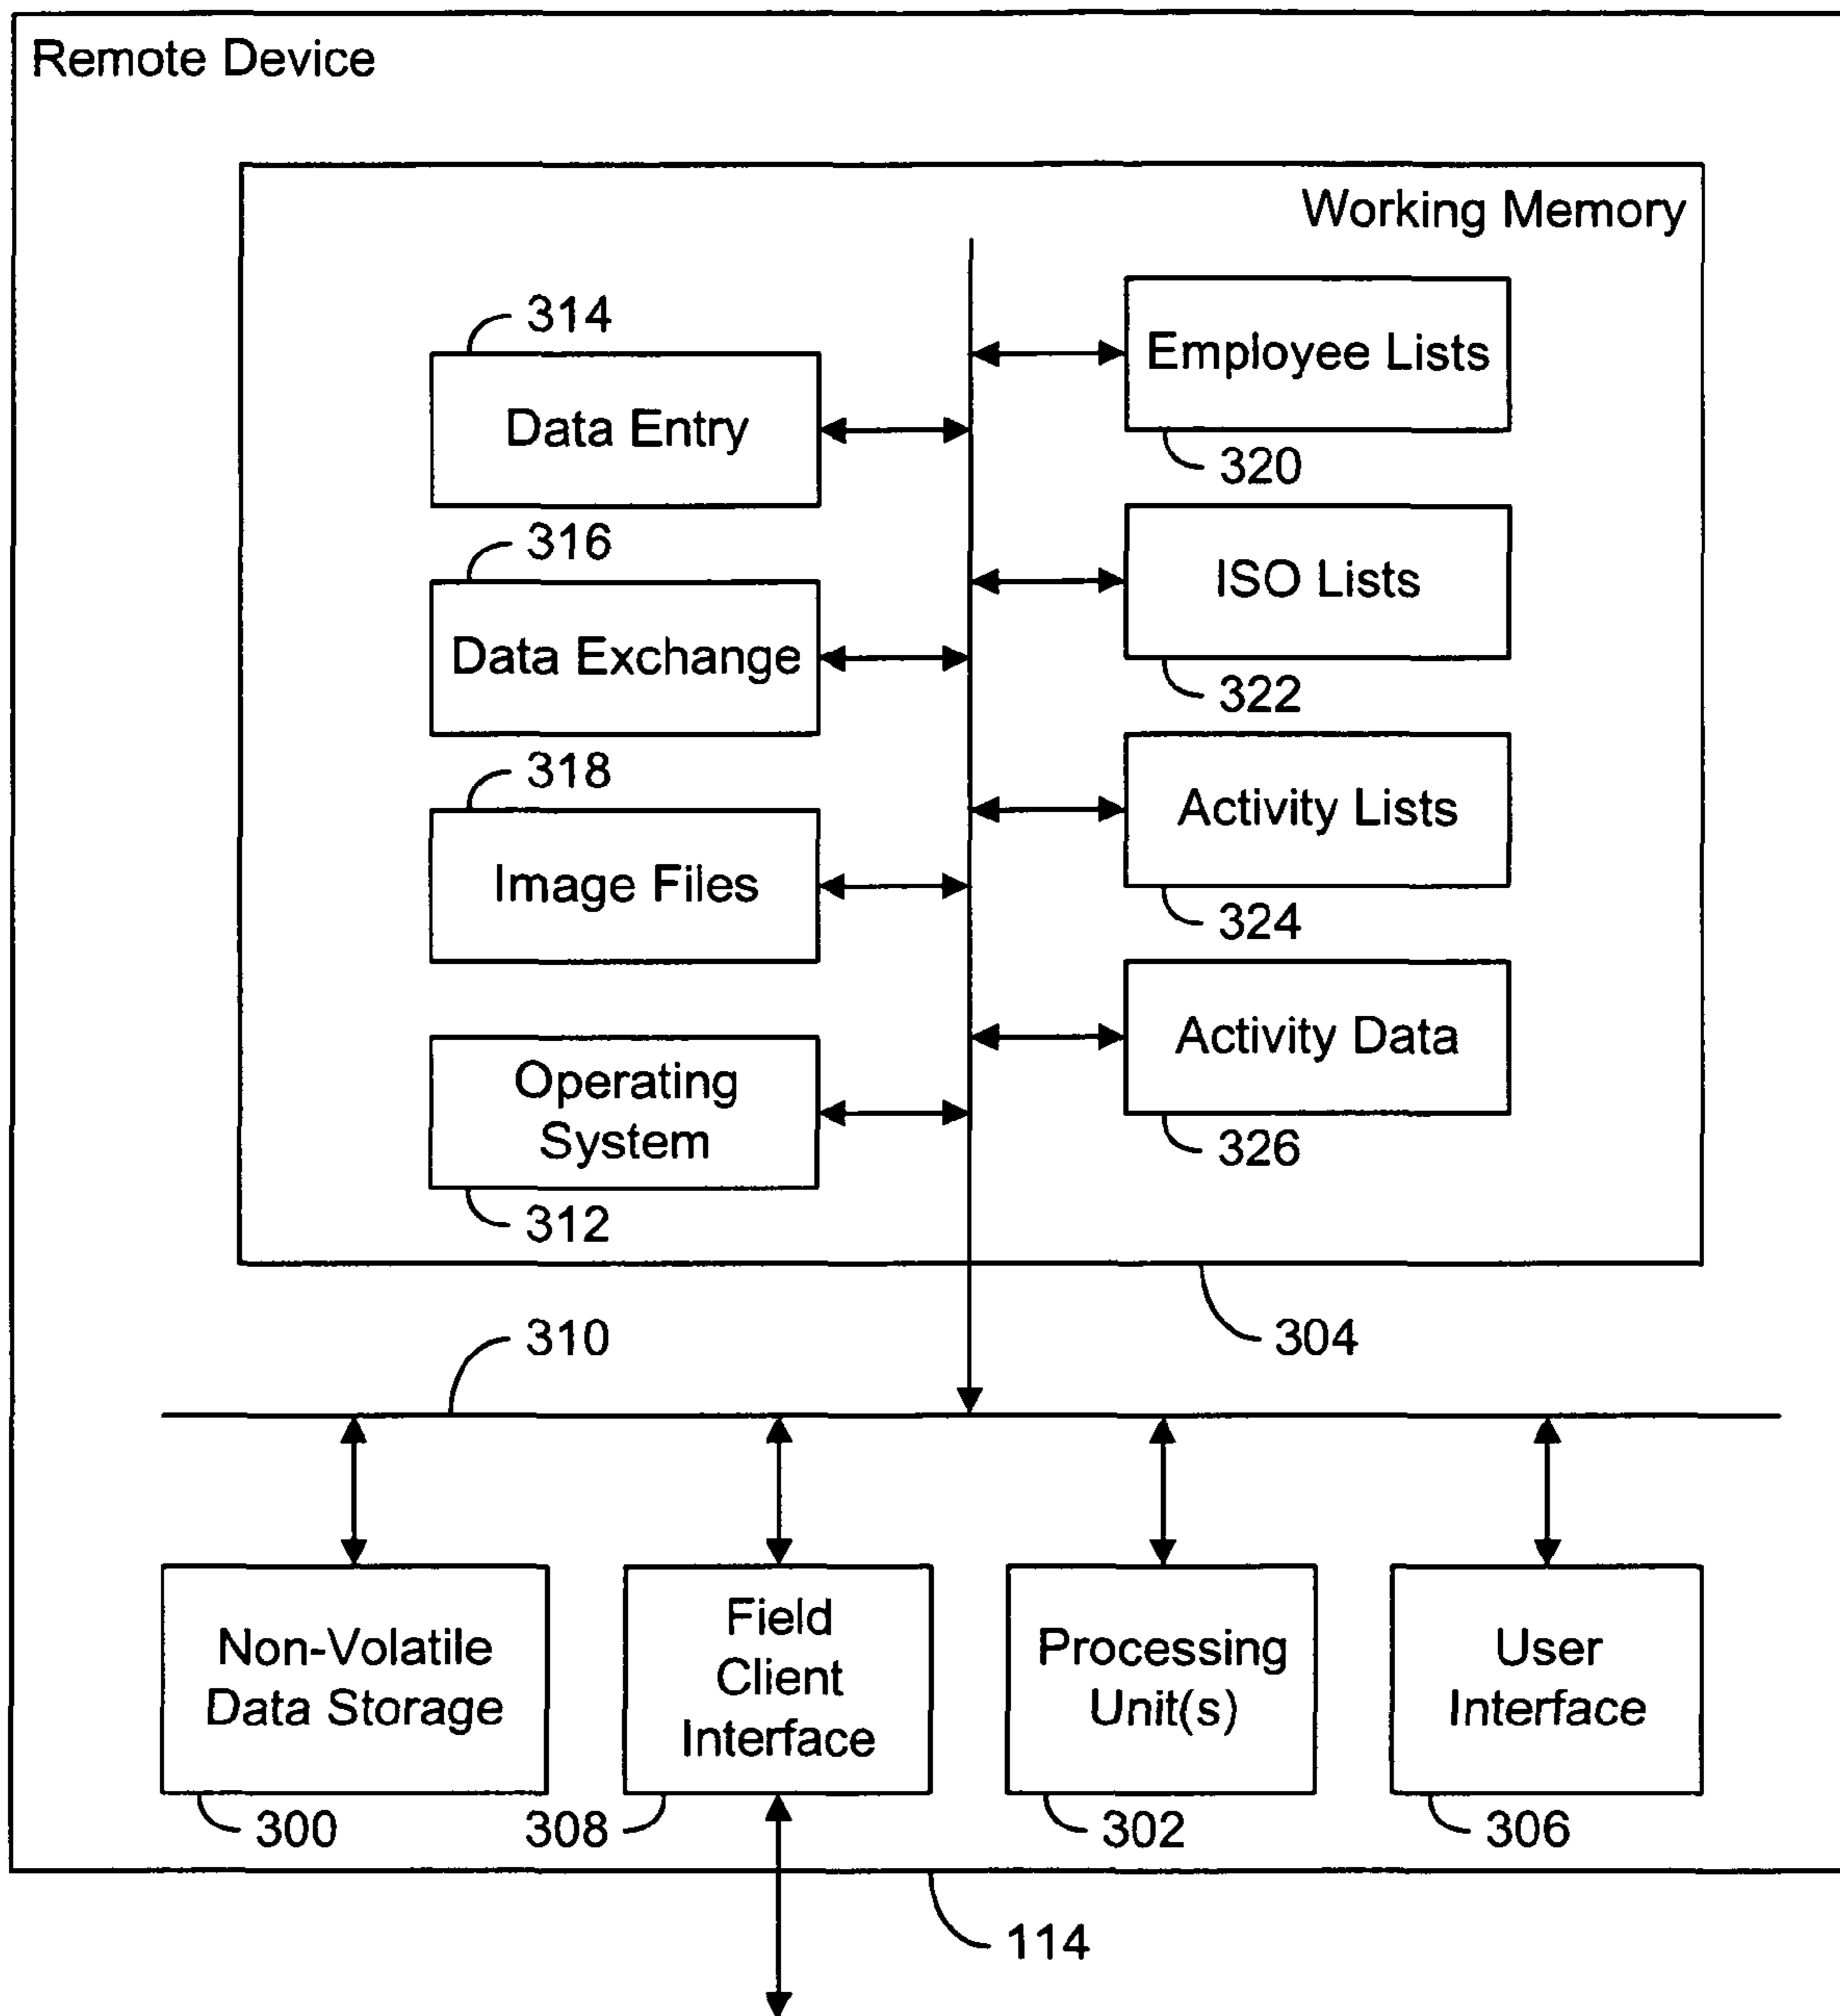 Remote Device
Working Memory
314
Data Entry
316
Data Exchange
318
Image Files
Operating
System
312
Employee Lists
320
ISO Lists
322
Activity Lists
324
Activity Data
326
304
310
Non-Volatile
Data Storage
300
Field
Client
Interface
308
Processing
Unit(s)
302
User
Interface
306
114